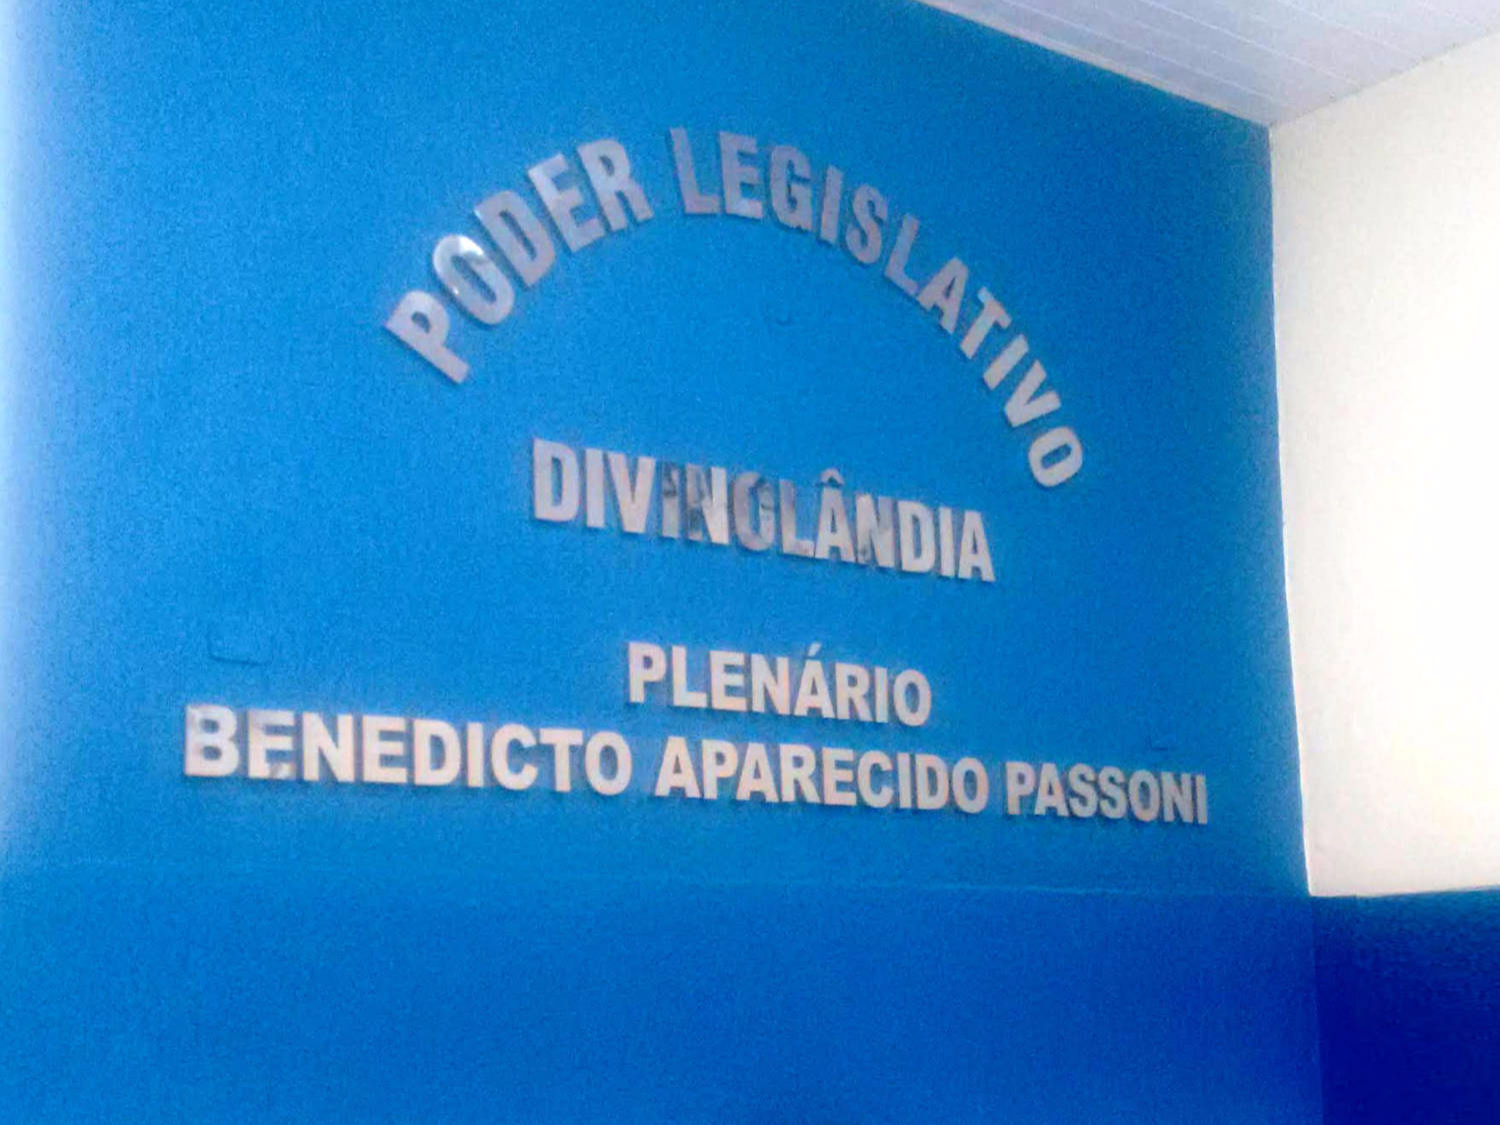 PODER LEGISLATIVO
DIVINOLÂNDIA
PLENÁRIO
BENEDICTO APARECIDO PASSONI